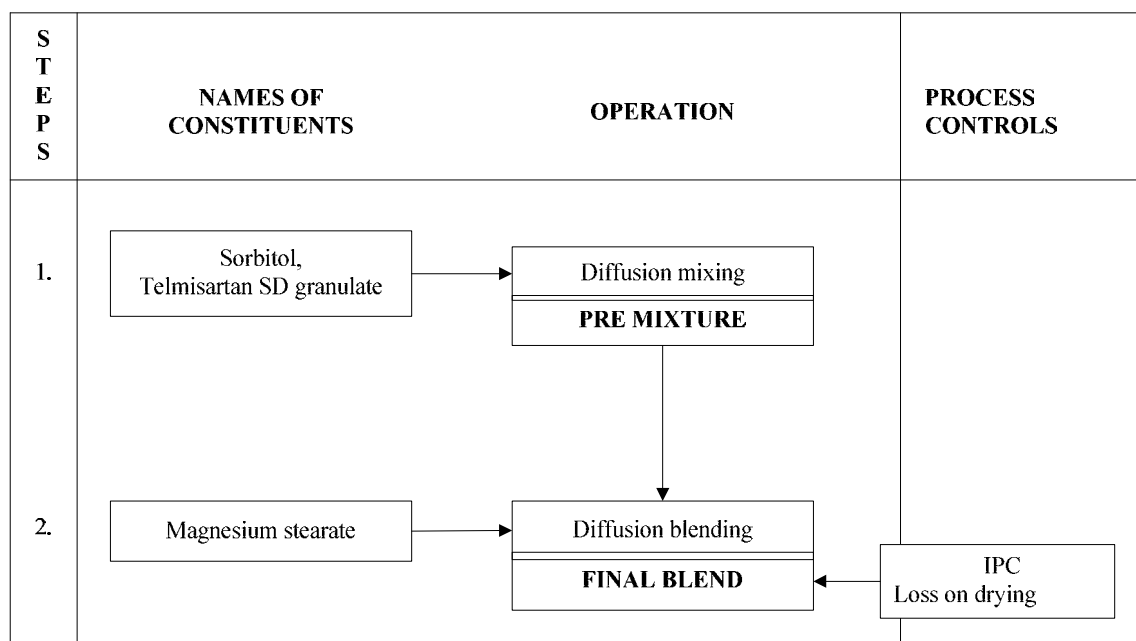 S
T
E
P
S
NAMES OF
CONSTITUENTS
OPERATION
PROCESS
CONTROLS
1.
Sorbitol,
Telmisartan SD granulate
Diffusion mixing
PRE MIXTURE
2.
Magnesium stearate
Diffusion blending
FINAL BLEND
IPC
Loss on drying